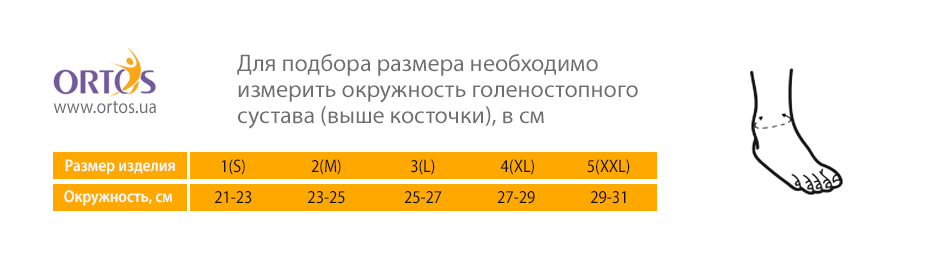 ORTOS
www.ortos.ua
Для подбора размера необходимо
измерить окружность голеностопного
сустава (выше косточки), в см
Размер изделия 1(S) 2(M) 3(L) 4(XL) 5(XXL)
Окружность, см 21-23 23-25 25-27 27-29 29-31